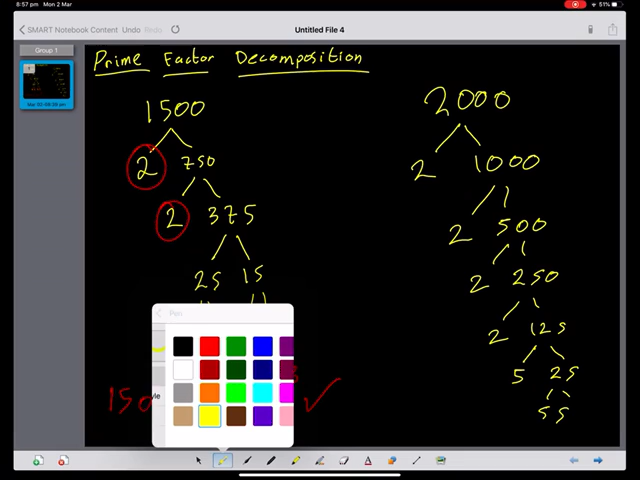 8:57 pm Mon 2 Mar
51%
SMART Notebook Content Undo Redo
Untitled File 4
Group 1
Prime Factor Decomposition
1500
2 750
2 375
25 15
150
2000
2 1000
2 500
2 250
2 125
5 25
5 5
Pen